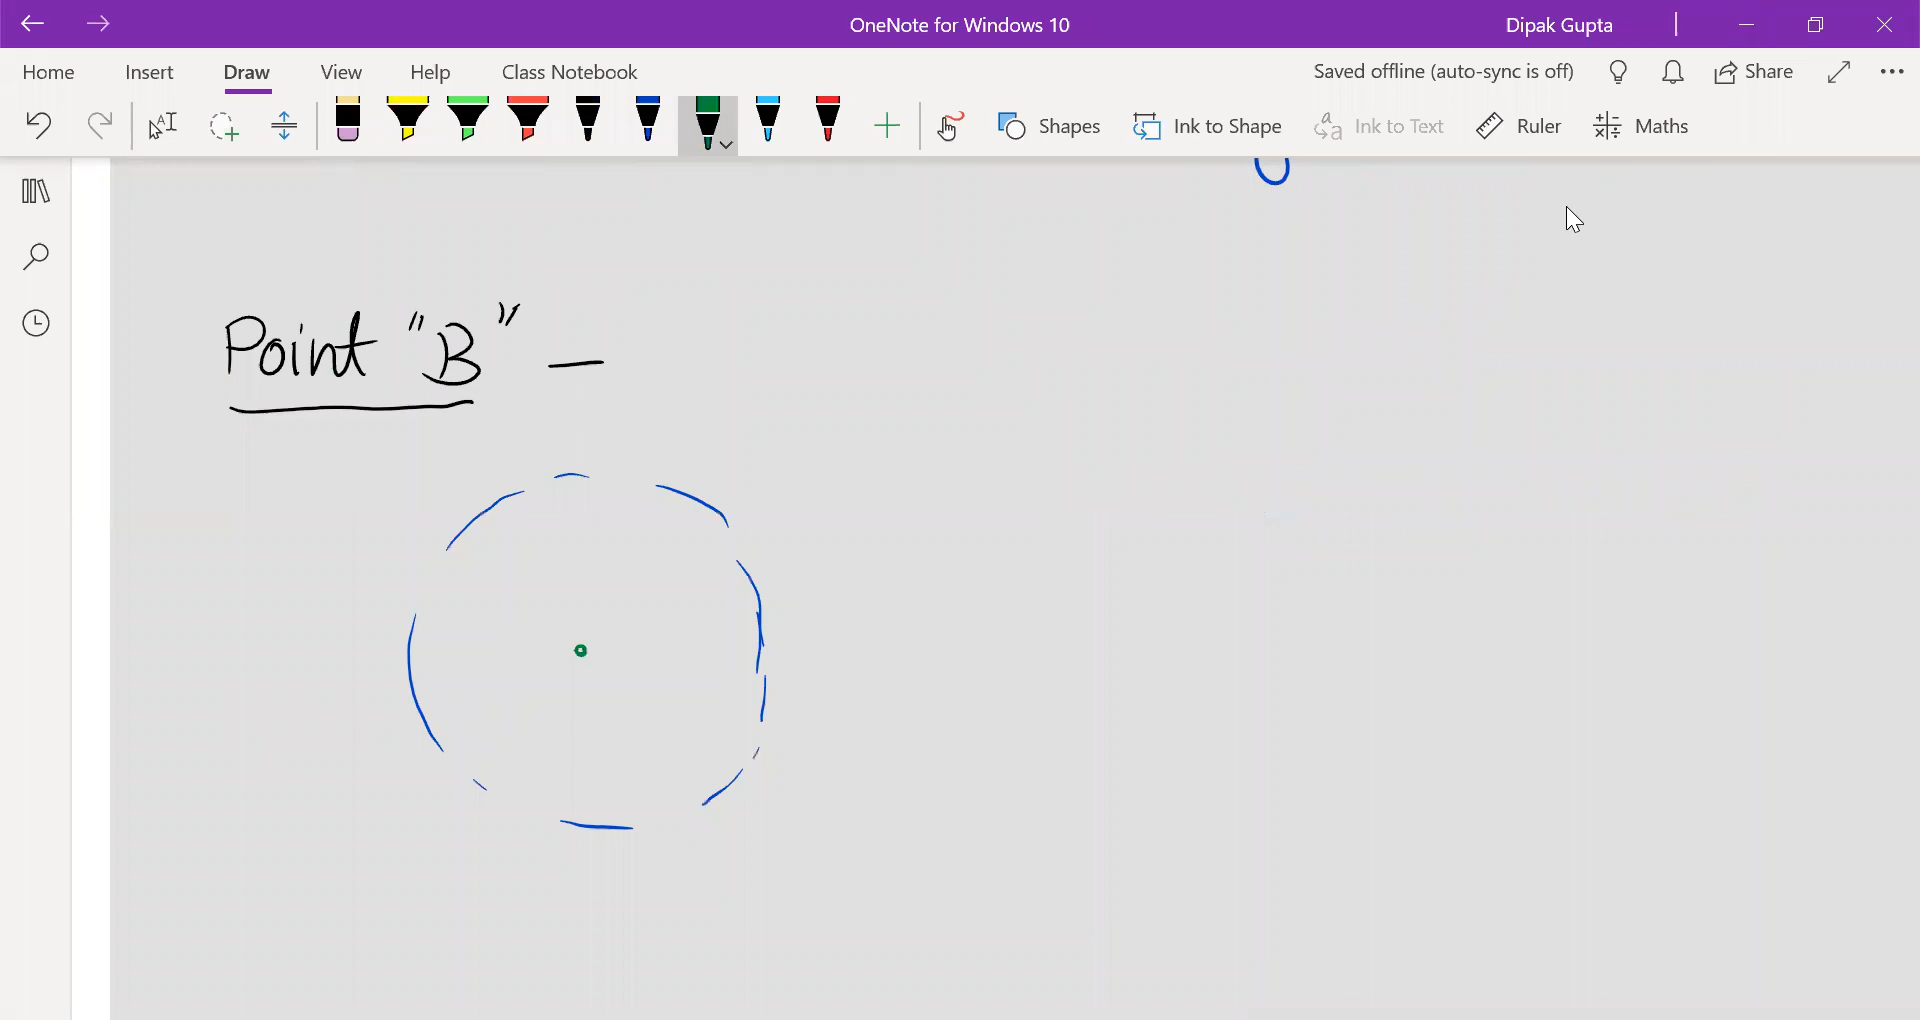 OneNote for Windows 10
Dipak Gupta
Home Insert Draw View Help Class Notebook
Saved offline (auto-sync is off)
Share
Shapes
Ink to Shape
Ink to Text
Ruler
Maths
Point "B" —